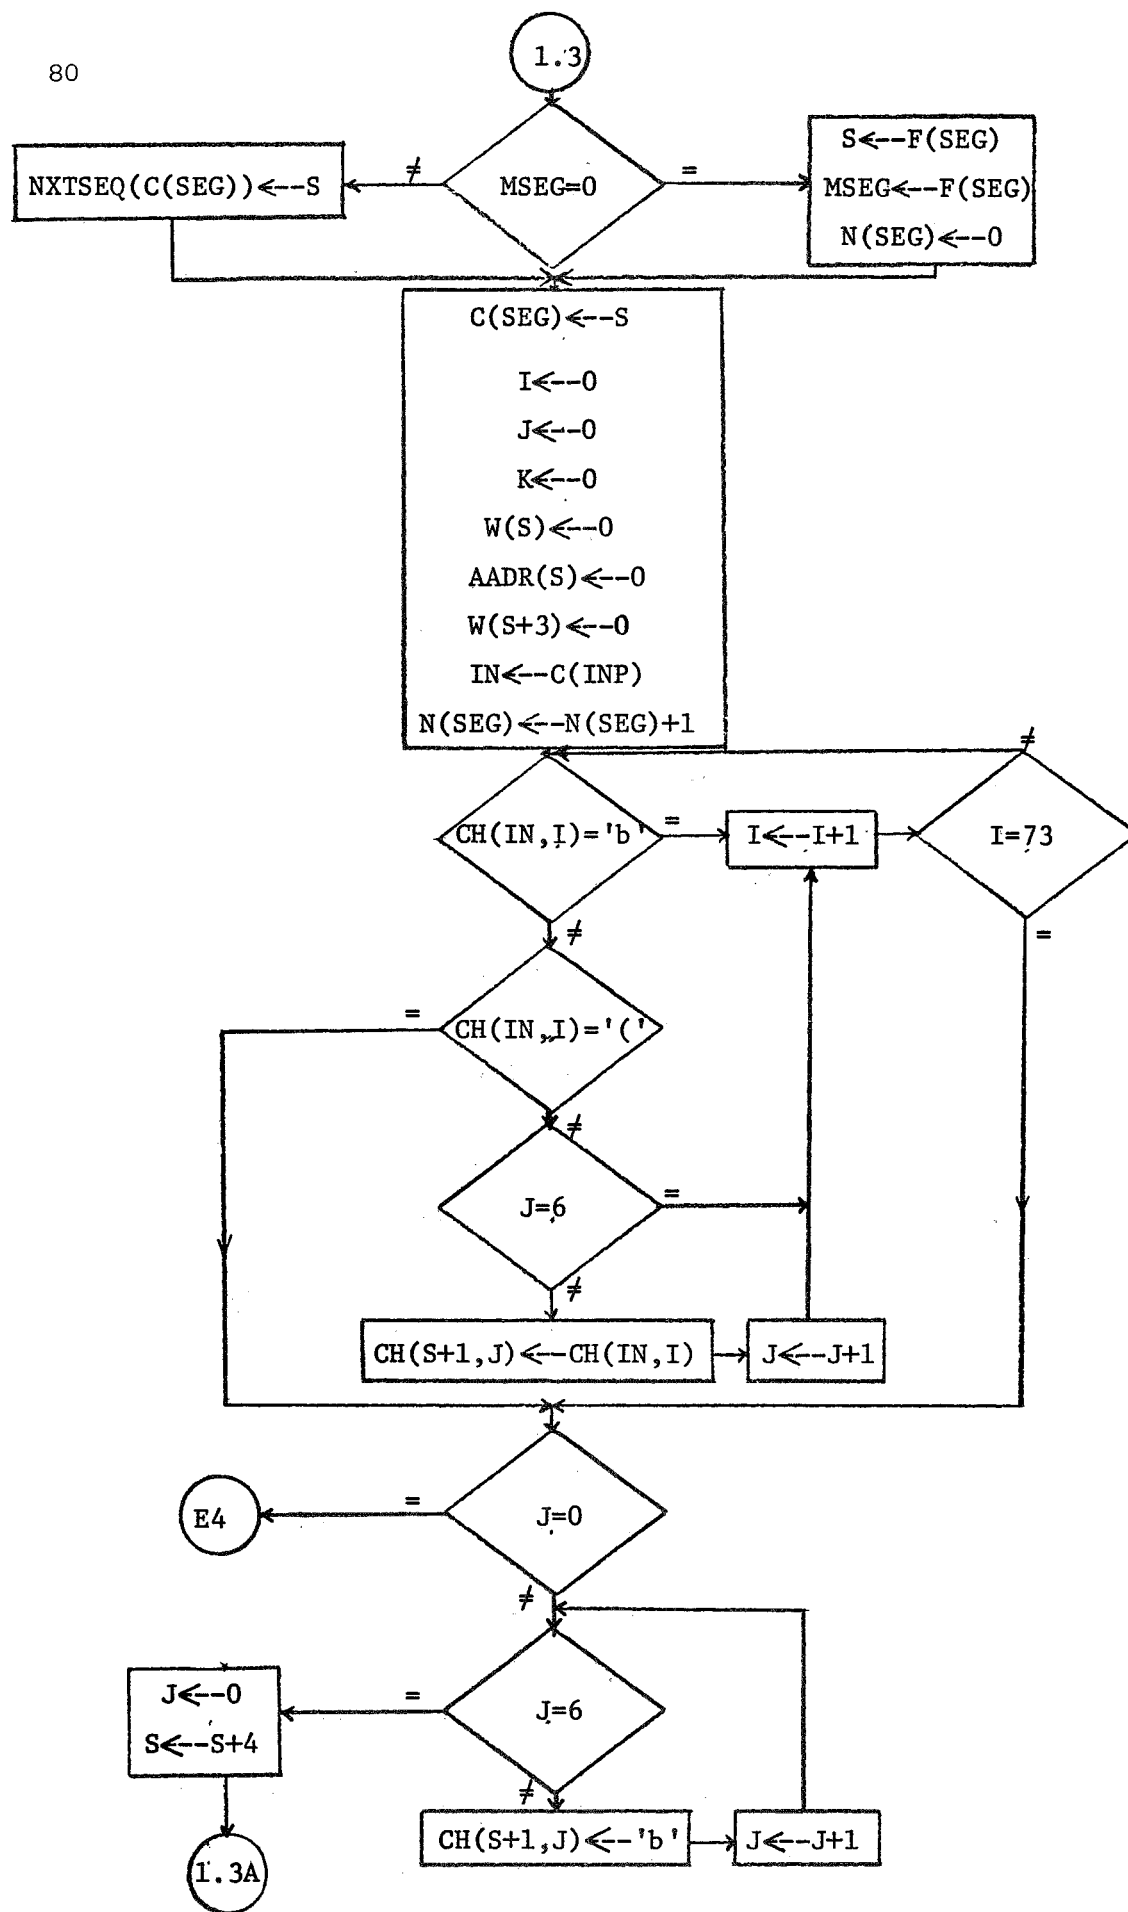 80
1.3
≠
=
NXTSEQ(C(SEG))<--S
MSEG=0
S<--F(SEG)
MSEG<--F(SEG)
N(SEG)<--0
C(SEG)<--S
I<--0
J<--0
K<--0
W(S)<--0
AADR(S)<--0
W(S+3)<--0
IN<--C(INP)
N(SEG)<--N(SEG)+1
≠
CH(IN,I)='b'
=
I<--I+1
I=73
≠
=
=
CH(IN,I)='('
≠
J=6
=
≠
CH(S+1,J)<--CH(IN,I)
J<--J+1
E4
=
J=0
≠
J<--0
S<--S+4
=
J=6
≠
CH(S+1,J)<--'b'
J<--J+1
1.3A